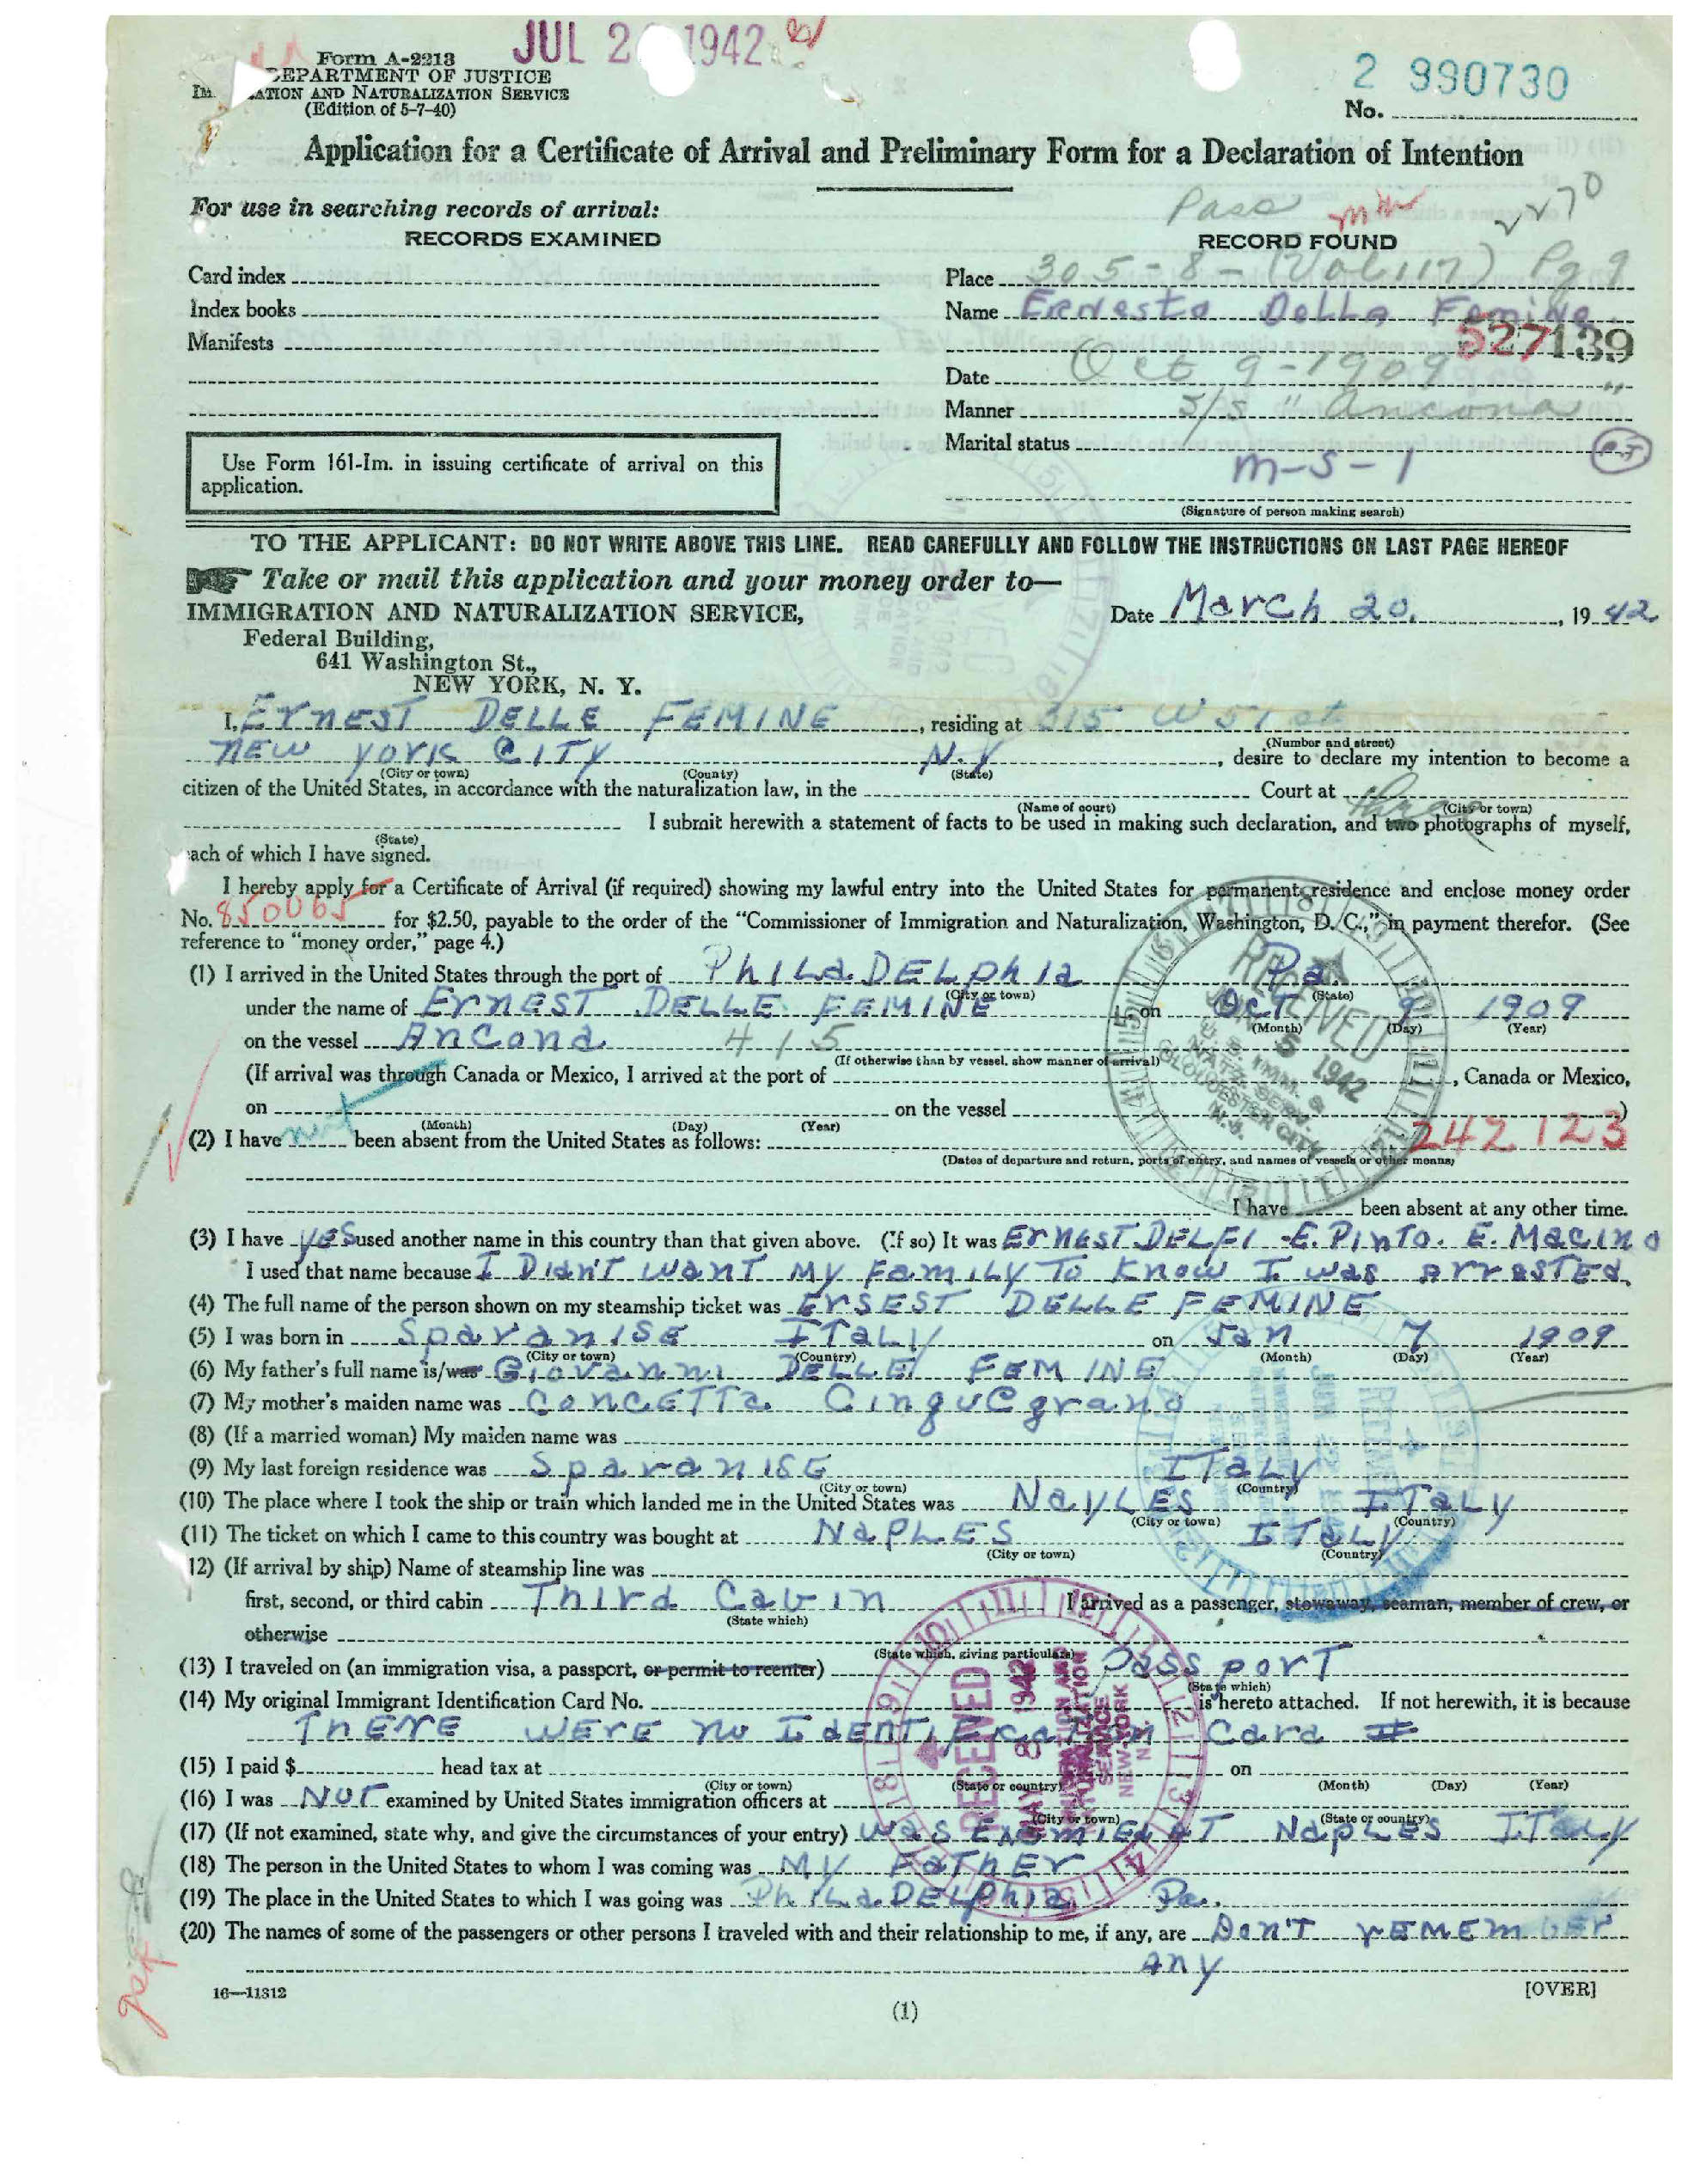 JUL 2 1942
Form A-2213
DEPARTMENT OF JUSTICE
IM ATION AND NATURALIZATION SERVICE
(Edition of 5-7-40)
2 990730
No.
Application for a Certificate of Arrival and Preliminary Form for a Declaration of Intention
For use in searching records of arrival:
Pass
RECORDS EXAMINED
RECORD FOUND
Card index
Place 305-8-(Vol 117) Pg 9
Index books
Name Ernesto Della Femine
Manifests
527139
Date Oct 9-1909
Manner S/S "Ancona"
Marital status m-s-1
Use Form 161-Im. in issuing certificate of arrival on this application.
(Signature of person making search)
TO THE APPLICANT: DO NOT WRITE ABOVE THIS LINE. READ CAREFULLY AND FOLLOW THE INSTRUCTIONS ON LAST PAGE HEREOF
Take or mail this application and your money order to—
IMMIGRATION AND NATURALIZATION SERVICE,
Date March 20, 1942
Federal Building,
641 Washington St.,
NEW YORK, N. Y.
I, ErnEST DELLE FEMINE, residing at 315 W 51 st
(Number and street)
NEW YORK CITY N.Y, desire to declare my intention to become a
(City or town) (County) (State)
citizen of the United States, in accordance with the naturalization law, in the Court at
(Name of court) (City or town)
I submit herewith a statement of facts to be used in making such declaration, and two three photographs of myself,
(State)
ach of which I have signed.
I hereby apply for a Certificate of Arrival (if required) showing my lawful entry into the United States for permanent residence and enclose money order
No. 850065 for $2.50, payable to the order of the "Commissioner of Immigration and Naturalization, Washington, D. C.," in payment therefor. (See
reference to "money order," page 4.)
(1) I arrived in the United States through the port of PhILaDELphIa Pa.
(City or town) (State)
under the name of ErNEST DELLE FEMINE on OcT 9 1909
(Month) (Day) (Year)
on the vessel Ancona 415
(If otherwise than by vessel, show manner of arrival)
(If arrival was through Canada or Mexico, I arrived at the port of , Canada or Mexico,
on on the vessel )
(Month) (Day) (Year)
RECEIVED
JUN 5 1942
U. S. IMM. &
NATZ. SERV.
GLOUCESTER CITY
N.J.
242123
(2) I have not been absent from the United States as follows:
(Dates of departure and return, ports of entry, and names of vessels or other means)
I have been absent at any other time.
(3) I have yes used another name in this country than that given above. (If so) It was ErNEST DELFI - E. PinTo. E. Macino
I used that name because I Didn'T wanT My FamiLy To Know I was ArrESTEd.
(4) The full name of the person shown on my steamship ticket was ErSEST DELLE FEMINE
(5) I was born in SparanISE ITaLy on Jan 7 1909
(City or town) (Country) (Month) (Day) (Year)
(6) My father's full name is/was Giovanni DELLE FEMINE
(7) My mother's maiden name was ConcETTa CinquEgrana
(8) (If a married woman) My maiden name was
(9) My last foreign residence was SparanISE ITaLy
(City or town) (Country)
(10) The place where I took the ship or train which landed me in the United States was NayLES ITaLy
(City or town) (Country)
(11) The ticket on which I came to this country was bought at NaPLES ITaLy
(City or town) (Country)
12) (If arrival by ship) Name of steamship line was
first, second, or third cabin Third Cabin I arrived as a passenger, stowaway, seaman, member of crew, or
(State which)
otherwise
(State which, giving particulars)
(13) I traveled on (an immigration visa, a passport, or permit to reenter) passporT
(State which)
(14) My original Immigrant Identification Card No. is hereto attached. If not herewith, it is because
ThErE WErE no IdENTiFicaTion Card #
RECEIVED
MAY 8 1942
IMMIGRATION AND
NATURALIZATION
SERVICE
NEW YORK
(15) I paid $ head tax at on
(City or town) (State or country) (Month) (Day) (Year)
(16) I was NOT examined by United States immigration officers at
(City or town) (State or country)
(17) (If not examined, state why, and give the circumstances of your entry) Was ExamiEd AT NapLES ITaLy
(18) The person in the United States to whom I was coming was My FaThEr
(19) The place in the United States to which I was going was PhiLaDELphia Pa.
(20) The names of some of the passengers or other persons I traveled with and their relationship to me, if any, are Don'T rEMEmbEr
any
16—11312
[OVER]
(1)